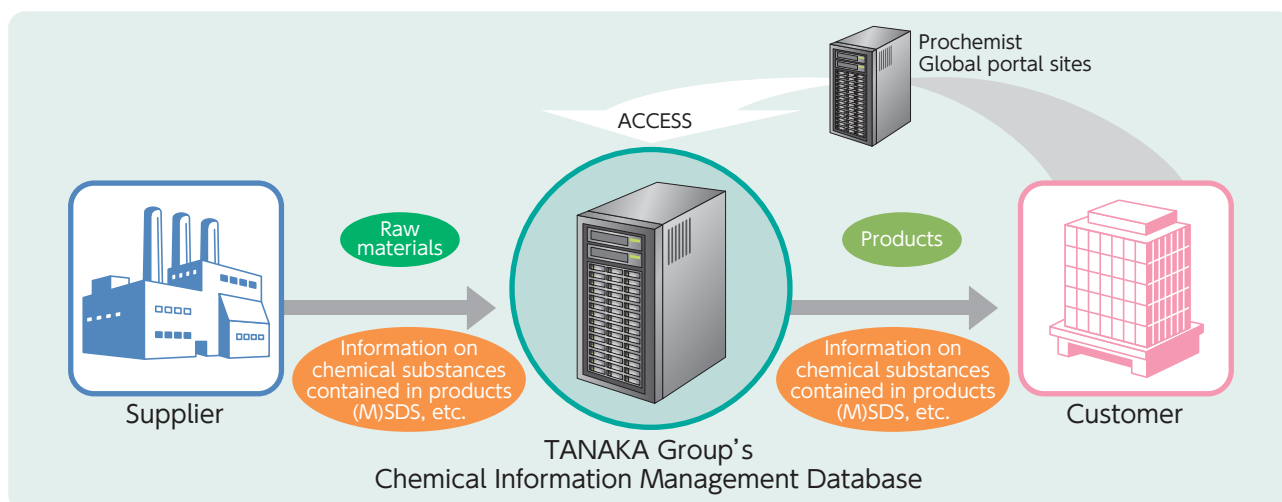 Prochemist
Global portal sites
ACCESS
Raw
materials
Products
Information on
chemical substances
contained in products
(M)SDS, etc.
Information on
chemical substances
contained in products
(M)SDS, etc.
Supplier
Customer
TANAKA Group's
Chemical Information Management Database